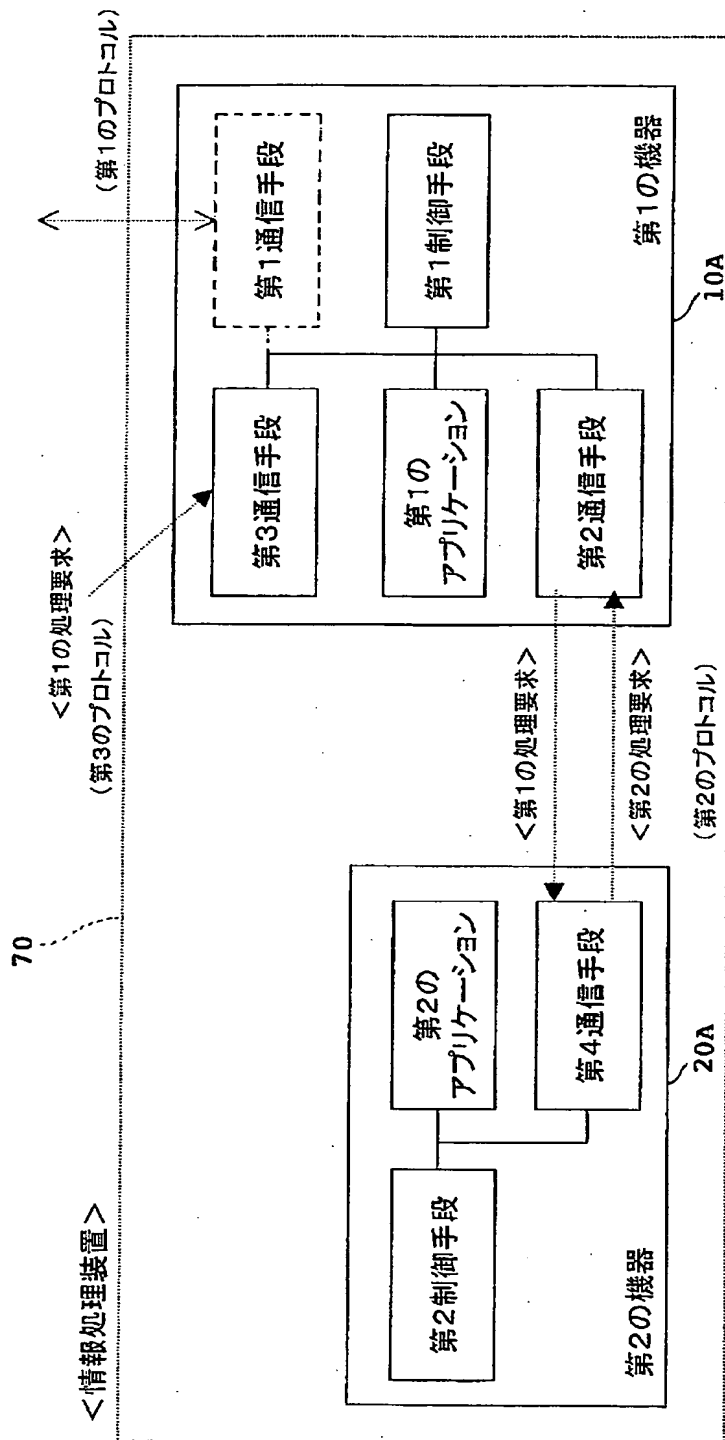 <情報処理装置>
70
<第1の処理要求>
(第3のプロトコル)
(第1のプロトコル)
第2制御手段
第2の
アプリケーション
第4通信手段
第2の機器
20A
<第1の処理要求>
<第2の処理要求>
(第2のプロトコル)
第3通信手段
第1通信手段
第1の
アプリケーション
第1制御手段
第2通信手段
第1の機器
10A